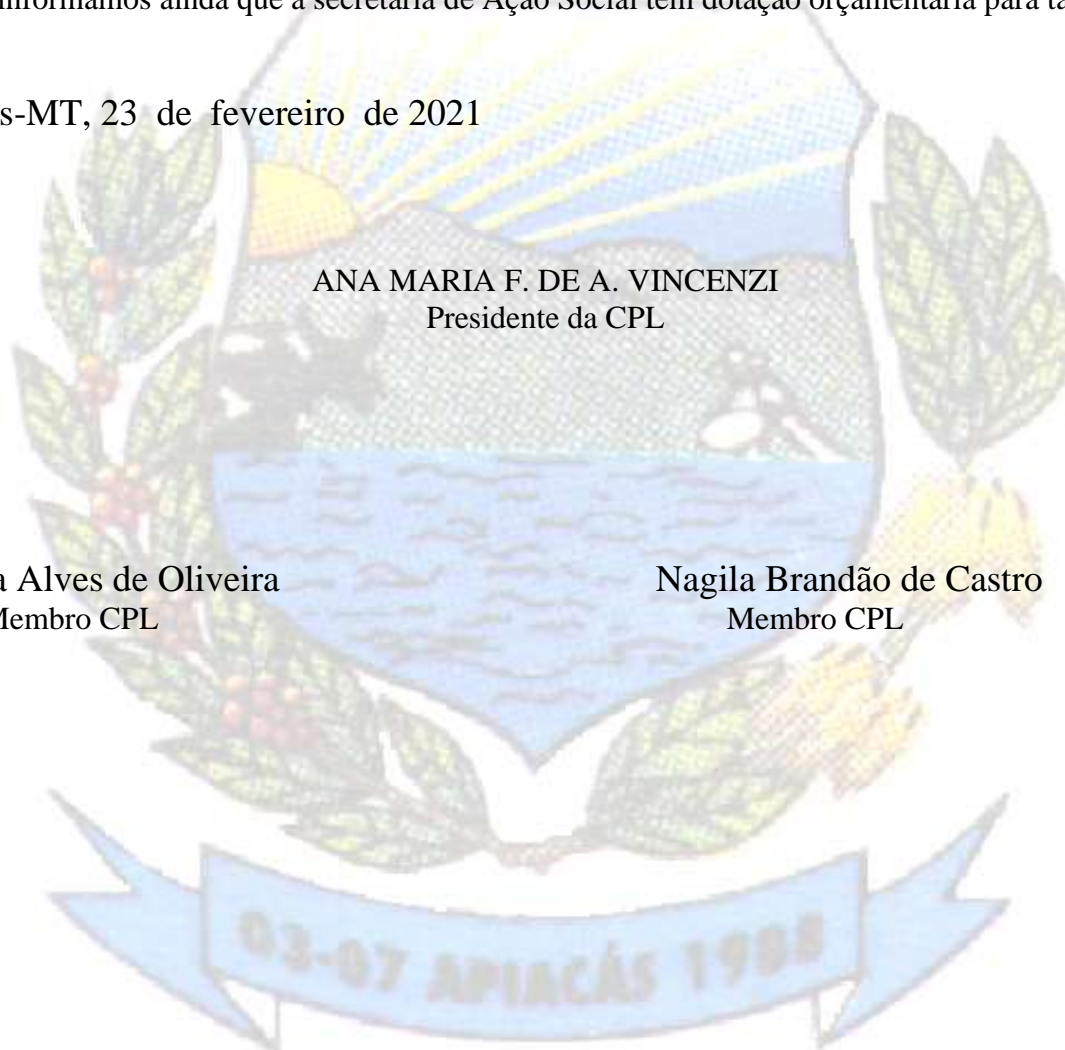 informamos ainda que a secretaria de Ação Social tem dotação orçamentária para ta
s-MT, 23 de fevereiro de 2021
ANA MARIA F. DE A. VINCENZI
Presidente da CPL
a Alves de Oliveira Nagila Brandão de Castro
Membro CPL Membro CPL
03-07 APIACÁS 1988